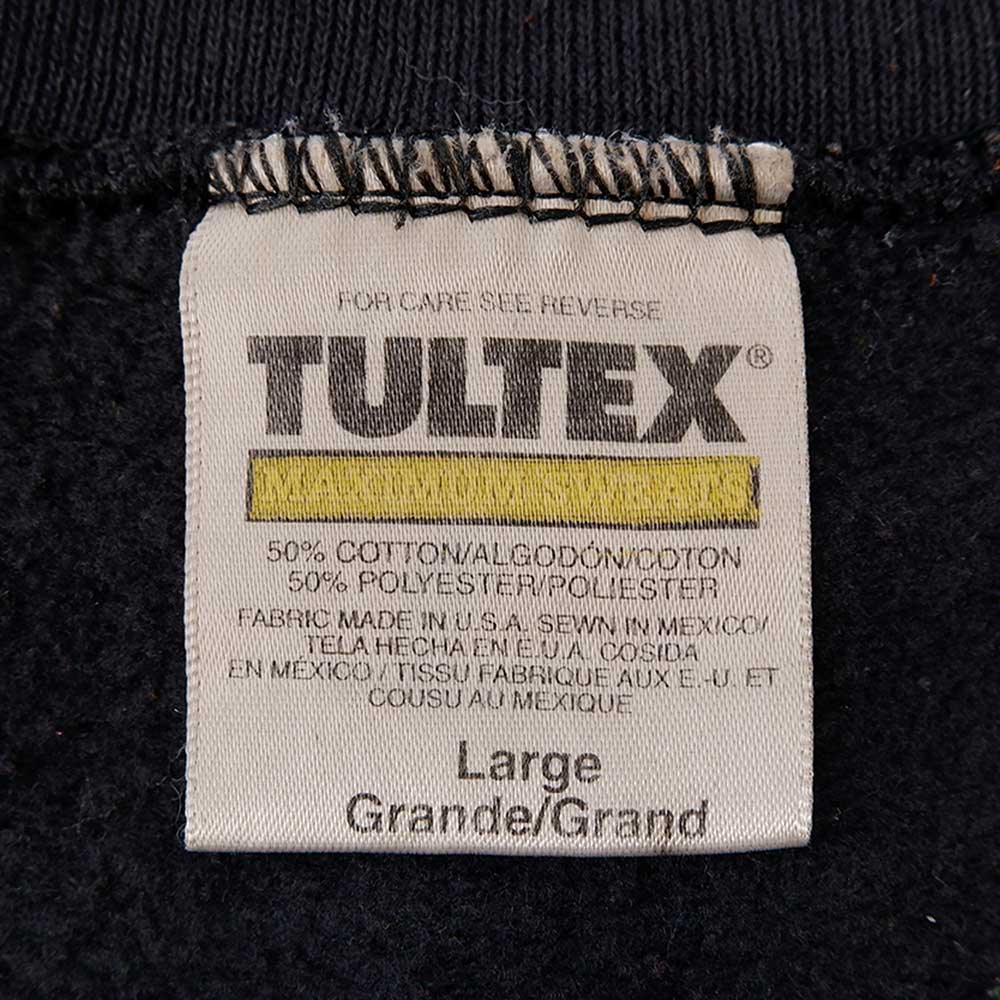 FOR CARE SEE REVERSE
TULTEX®
MAXIMUM SWEATS
50% COTTON/ALGODÓN/COTON
50% POLYESTER/POLIESTER
FABRIC MADE IN U.S.A. SEWN IN MEXICO/
TELA HECHA EN E.U.A. COSIDA
EN MÉXICO / TISSU FABRIQUE AUX E.-U. ET
COUSU AU MEXIQUE
Large
Grande/Grand